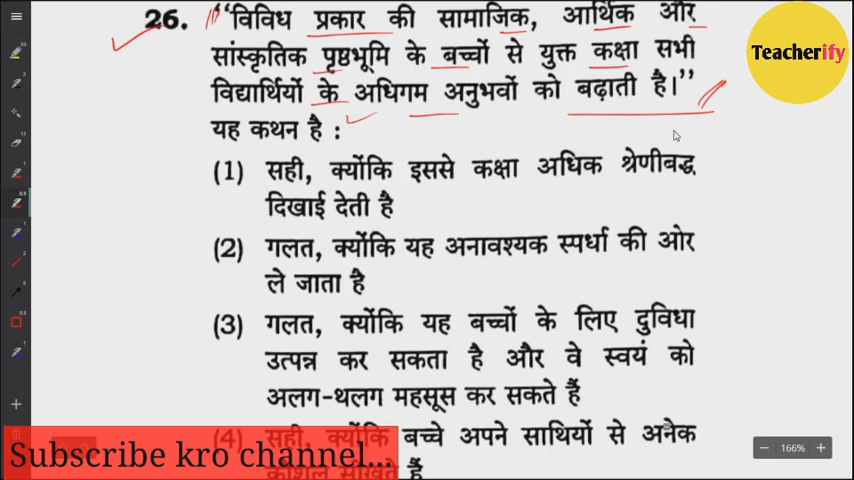 26. "विविध प्रकार की सामाजिक, आर्थिक और
सांस्कृतिक पृष्ठभूमि के बच्चों से युक्त कक्षा सभी
विद्यार्थियों के अधिगम अनुभवों को बढ़ाती है।"
यह कथन है :
(1) सही, क्योंकि इससे कक्षा अधिक श्रेणीबद्ध
दिखाई देती है
(2) गलत, क्योंकि यह अनावश्यक स्पर्धा की ओर
ले जाता है
(3) गलत, क्योंकि यह बच्चों के लिए दुविधा
उत्पन्न कर सकता है और वे स्वयं को
अलग-थलग महसूस कर सकते हैं
(4) सही, क्योंकि बच्चे अपने साथियों से अनेक
कौशल सीखते हैं
Teacherify
Subscribe kro channel...
166%